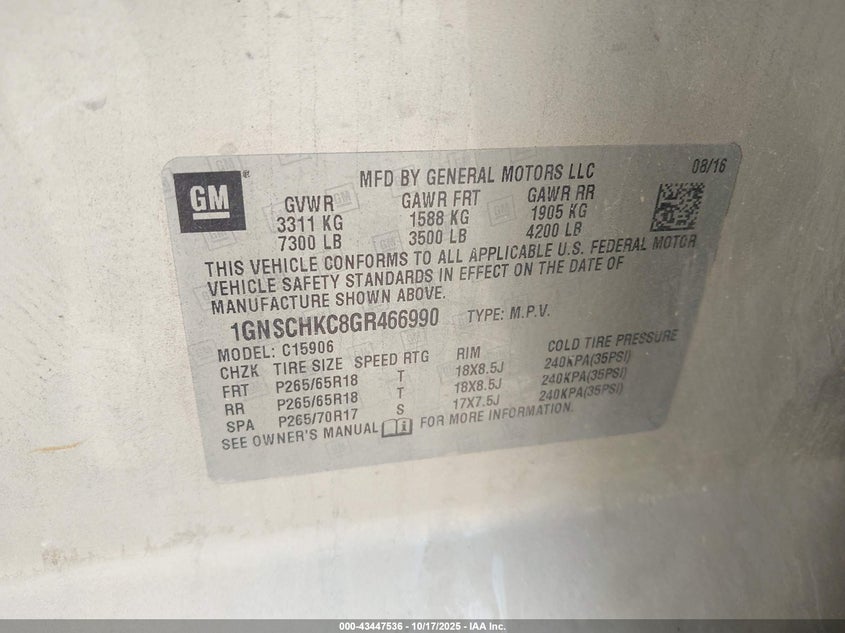 GM ®
MFD BY GENERAL MOTORS LLC 08/16
GVWR GAWR FRT GAWR RR
3311 KG 1588 KG 1905 KG
7300 LB 3500 LB 4200 LB
THIS VEHICLE CONFORMS TO ALL APPLICABLE U.S. FEDERAL MOTOR
VEHICLE SAFETY STANDARDS IN EFFECT ON THE DATE OF
MANUFACTURE SHOWN ABOVE.
1GNSCHKC8GR466990 TYPE: M.P.V.
MODEL: C15906
CHZK TIRE SIZE SPEED RTG RIM COLD TIRE PRESSURE
FRT P265/65R18 T 18X8.5J 240KPA(35PSI)
RR P265/65R18 T 18X8.5J 240KPA(35PSI)
SPA P265/70R17 S 17X7.5J 240KPA(35PSI)
SEE OWNER'S MANUAL FOR MORE INFORMATION.
000-43447536 - 10/17/2025 - IAA Inc.